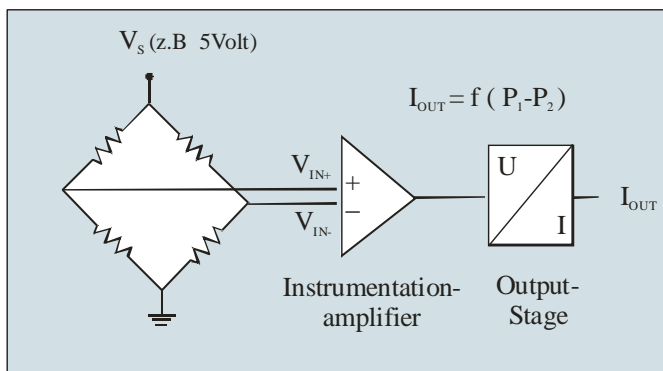 V_S (z.B 5Volt)
I_OUT = f ( P_1-P_2 )
V_IN+
+
U
I_OUT
−
V_IN-
I
Instrumentation-
amplifier
Output-
Stage